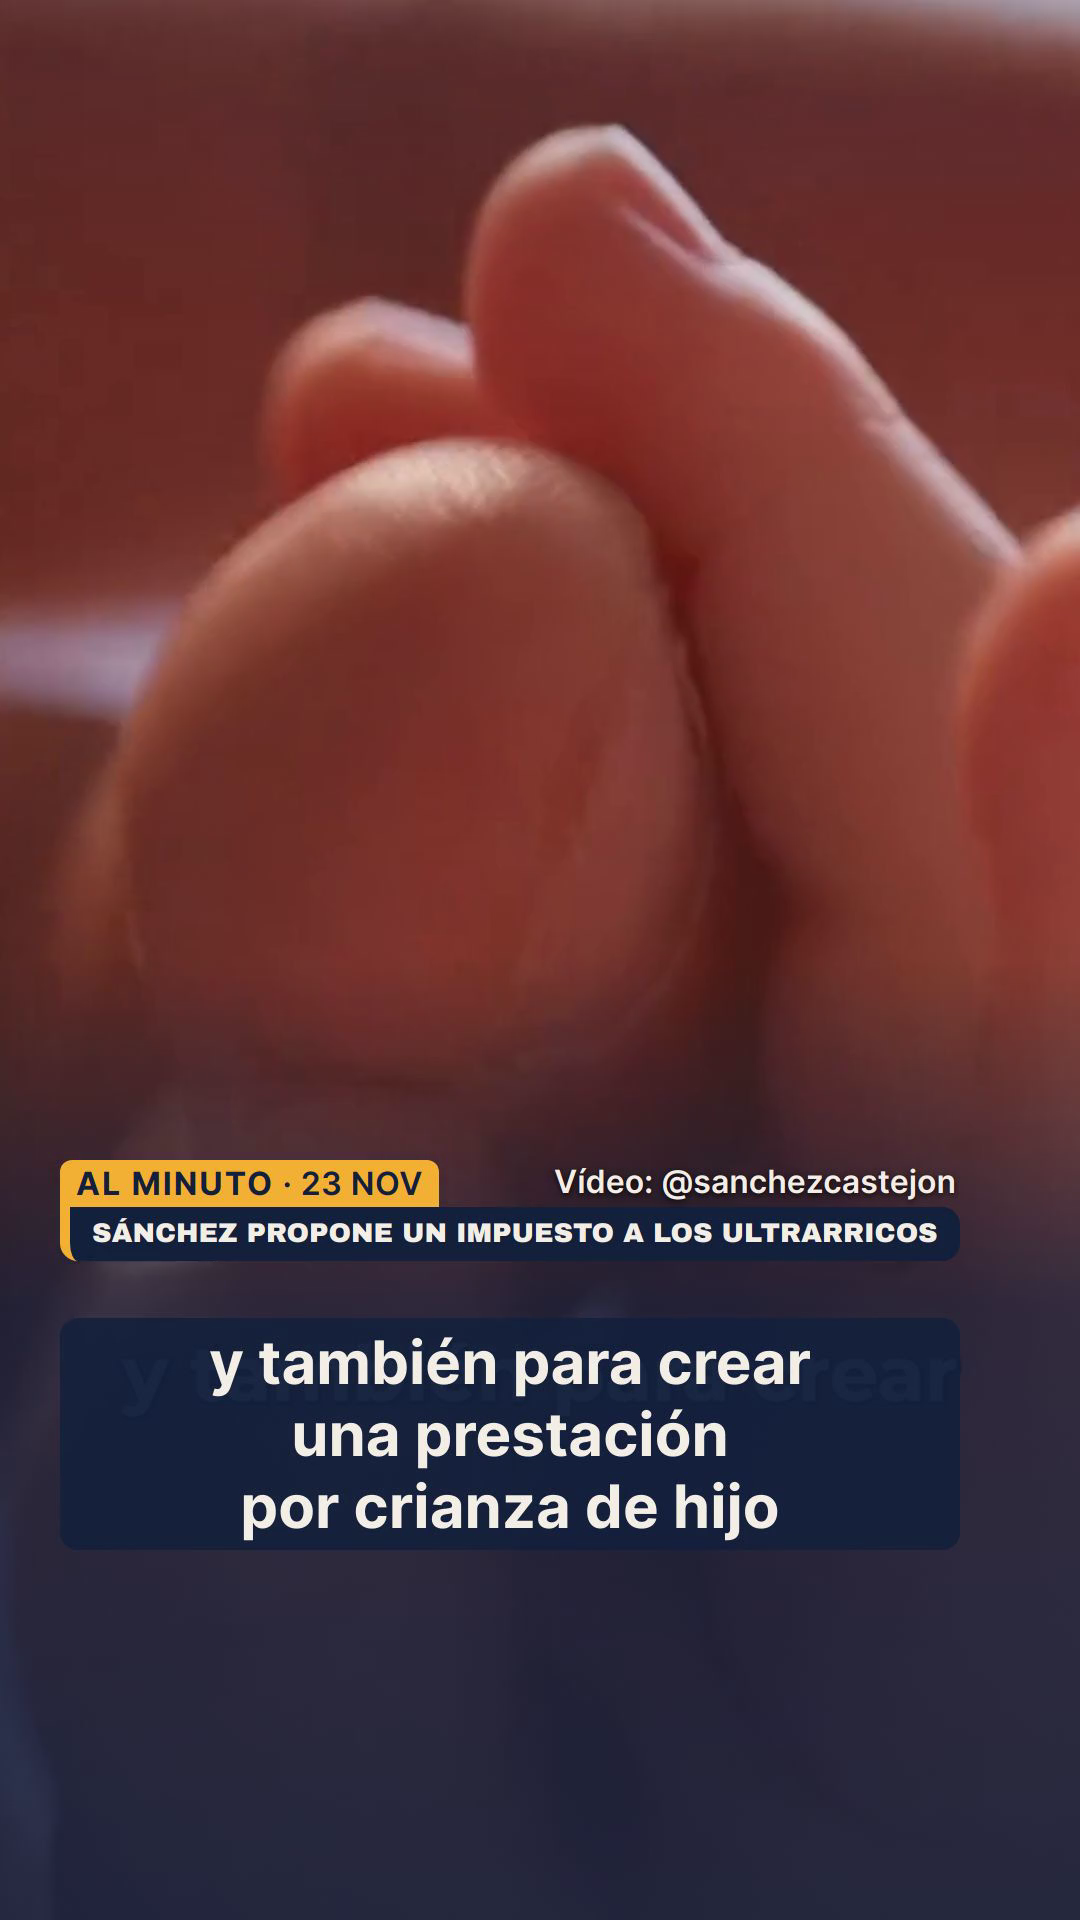 AL MINUTO · 23 NOV
Vídeo: @sanchezcastejon
SÁNCHEZ PROPONE UN IMPUESTO A LOS ULTRARRICOS
y también para crear
una prestación
por crianza de hijo